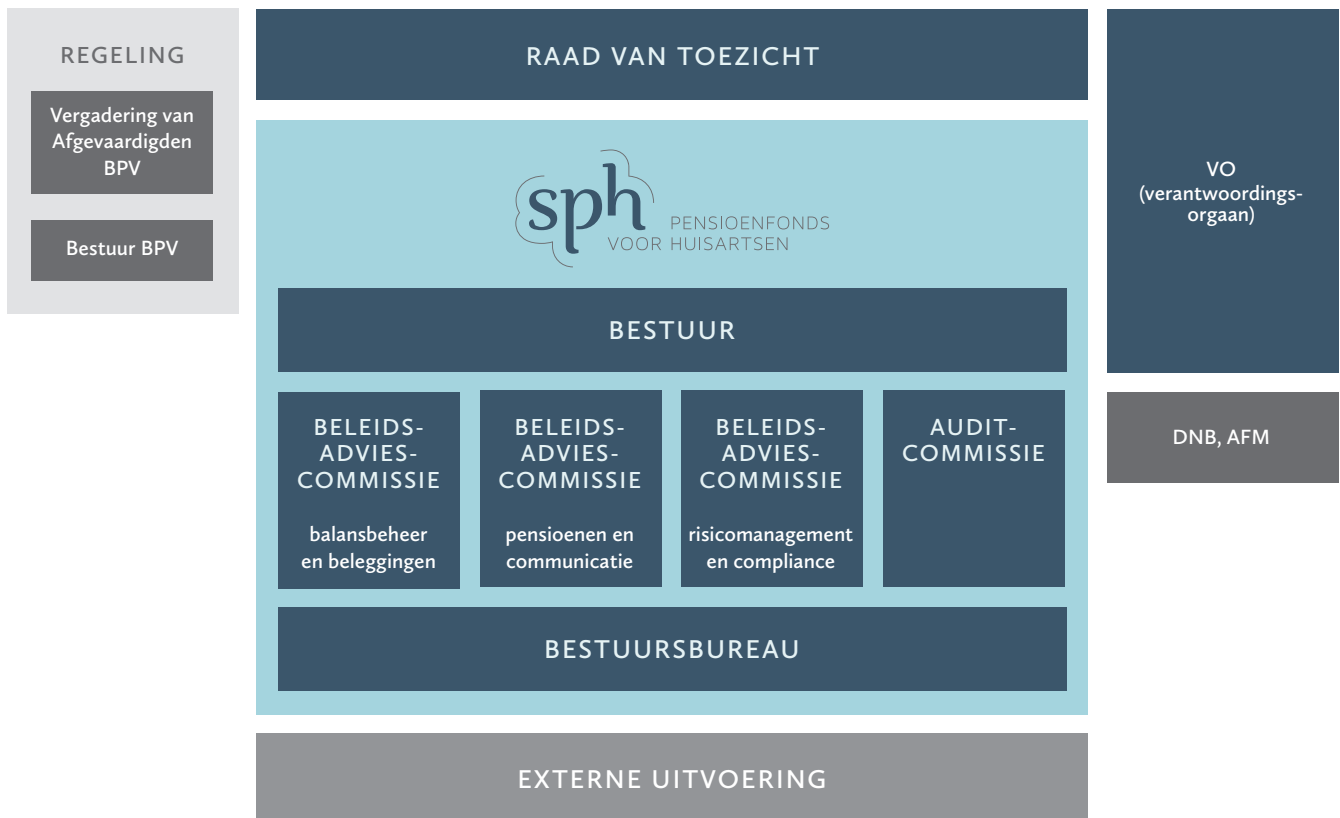 REGELING
Vergadering van
Afgevaardigden
BPV
Bestuur BPV
RAAD VAN TOEZICHT
sph PENSIOENFONDS
VOOR HUISARTSEN
BESTUUR
BELEIDS-
ADVIES-
COMMISSIE
balansbeheer
en beleggingen
BELEIDS-
ADVIES-
COMMISSIE
pensioenen en
communicatie
BELEIDS-
ADVIES-
COMMISSIE
risicomanagement
en compliance
AUDIT-
COMMISSIE
BESTUURSBUREAU
EXTERNE UITVOERING
VO
(verantwoordings-
orgaan)
DNB, AFM